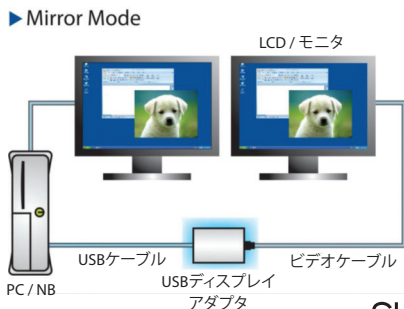 ▶Mirror Mode
LCD / モニタ
USBケーブル
ビデオケーブル
PC / NB
USBディスプレイ
アダプタ